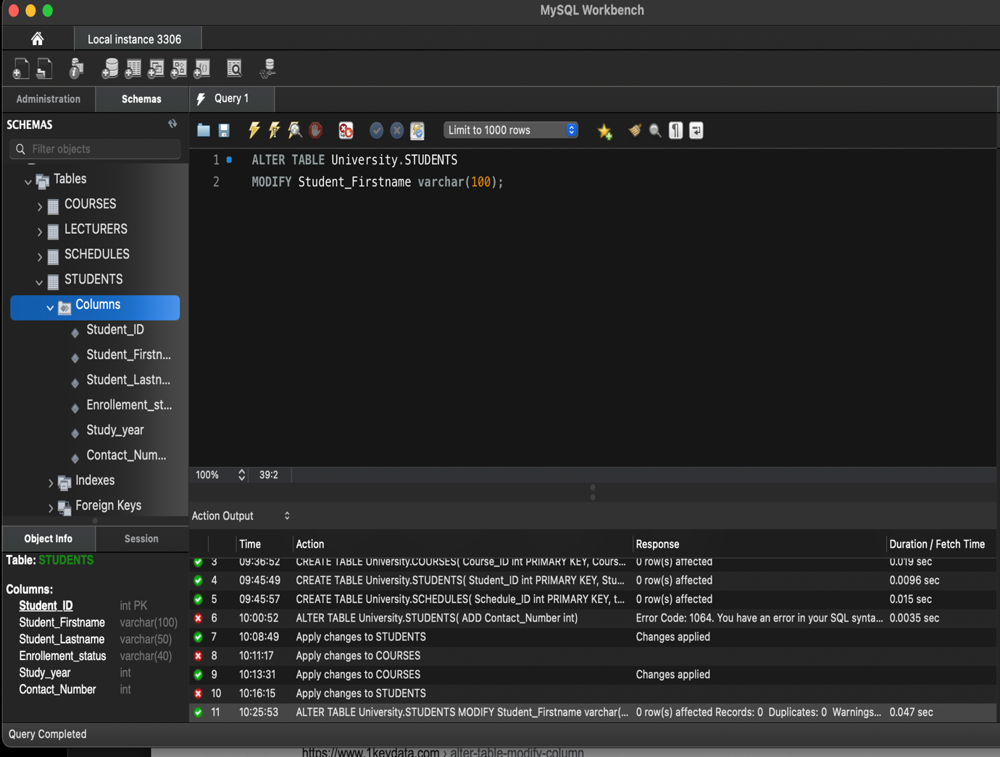 MySQL Workbench
Local instance 3306
Administration
Schemas
Query 1
SCHEMAS
Filter objects
Limit to 1000 rows
1 ALTER TABLE University.STUDENTS
2 MODIFY Student_Firstname varchar(100);
Tables
COURSES
LECTURERS
SCHEDULES
STUDENTS
Columns
Student_ID
Student_Firstn...
Student_Lastn...
Enrollement_st...
Study_year
Contact_Num...
Indexes
Foreign Keys
100% 39:2
Action Output
Time Action Response Duration / Fetch Time
3 09:36:52 CREATE TABLE University.COURSES( Course_ID int PRIMARY KEY, Cours... 0 row(s) affected 0.019 sec
4 09:45:49 CREATE TABLE University.STUDENTS( Student_ID int PRIMARY KEY, Stu... 0 row(s) affected 0.0096 sec
5 09:45:57 CREATE TABLE University.SCHEDULES( Schedule_ID int PRIMARY KEY, t... 0 row(s) affected 0.015 sec
6 10:00:52 ALTER TABLE University.STUDENTS( ADD Contact_Number int) Error Code: 1064. You have an error in your SQL synta... 0.0035 sec
7 10:08:49 Apply changes to STUDENTS Changes applied
8 10:11:17 Apply changes to COURSES
9 10:13:31 Apply changes to COURSES Changes applied
10 10:16:15 Apply changes to STUDENTS
11 10:25:53 ALTER TABLE University.STUDENTS MODIFY Student_Firstname varchar(... 0 row(s) affected Records: 0 Duplicates: 0 Warnings... 0.047 sec
Object Info
Session
Table: STUDENTS
Columns:
Student_ID int PK
Student_Firstname varchar(100)
Student_Lastname varchar(50)
Enrollement_status varchar(40)
Study_year int
Contact_Number int
Query Completed
https://www.1keydata.com › alter-table-modify-column